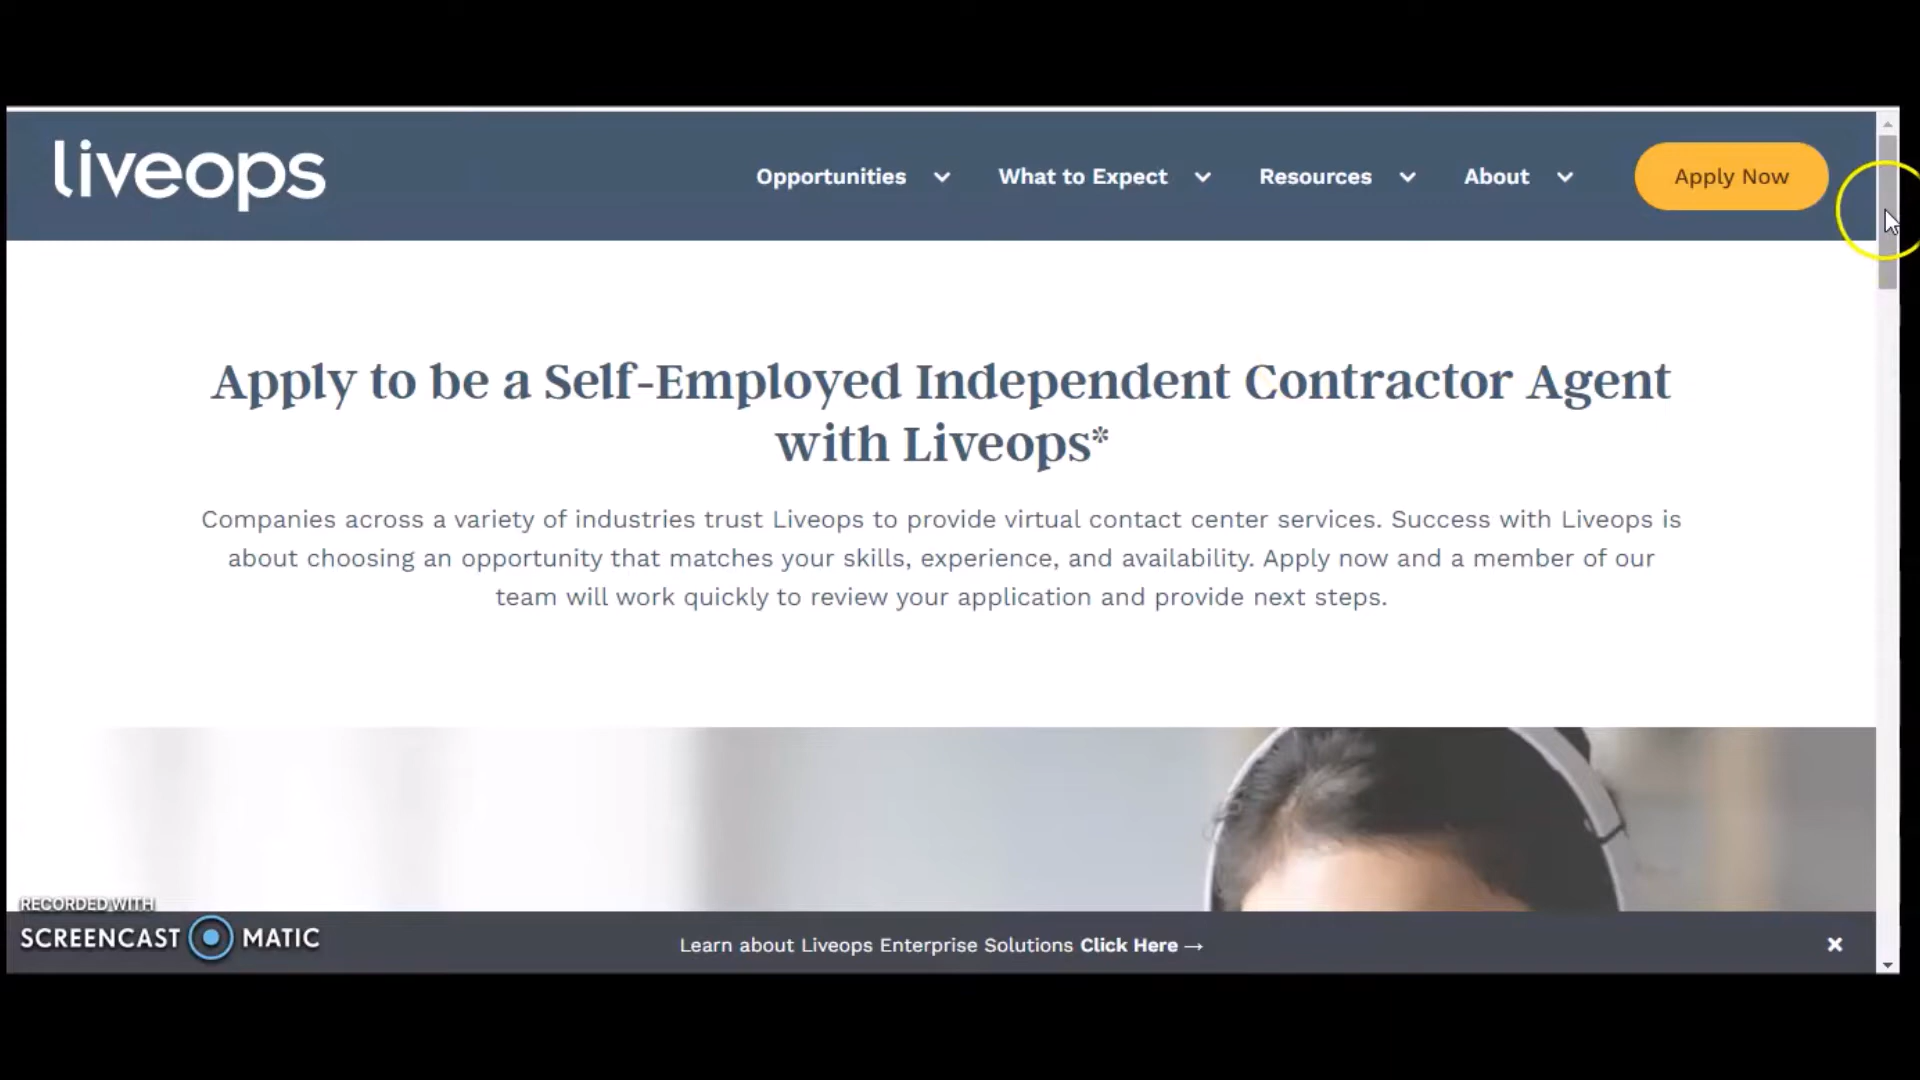 liveops
Opportunities What to Expect Resources About Apply Now
Apply to be a Self-Employed Independent Contractor Agent
with Liveops*
Companies across a variety of industries trust Liveops to provide virtual contact center services. Success with Liveops is
about choosing an opportunity that matches your skills, experience, and availability. Apply now and a member of our
team will work quickly to review your application and provide next steps.
RECORDED WITH
SCREENCAST MATIC
Learn about Liveops Enterprise Solutions Click Here →